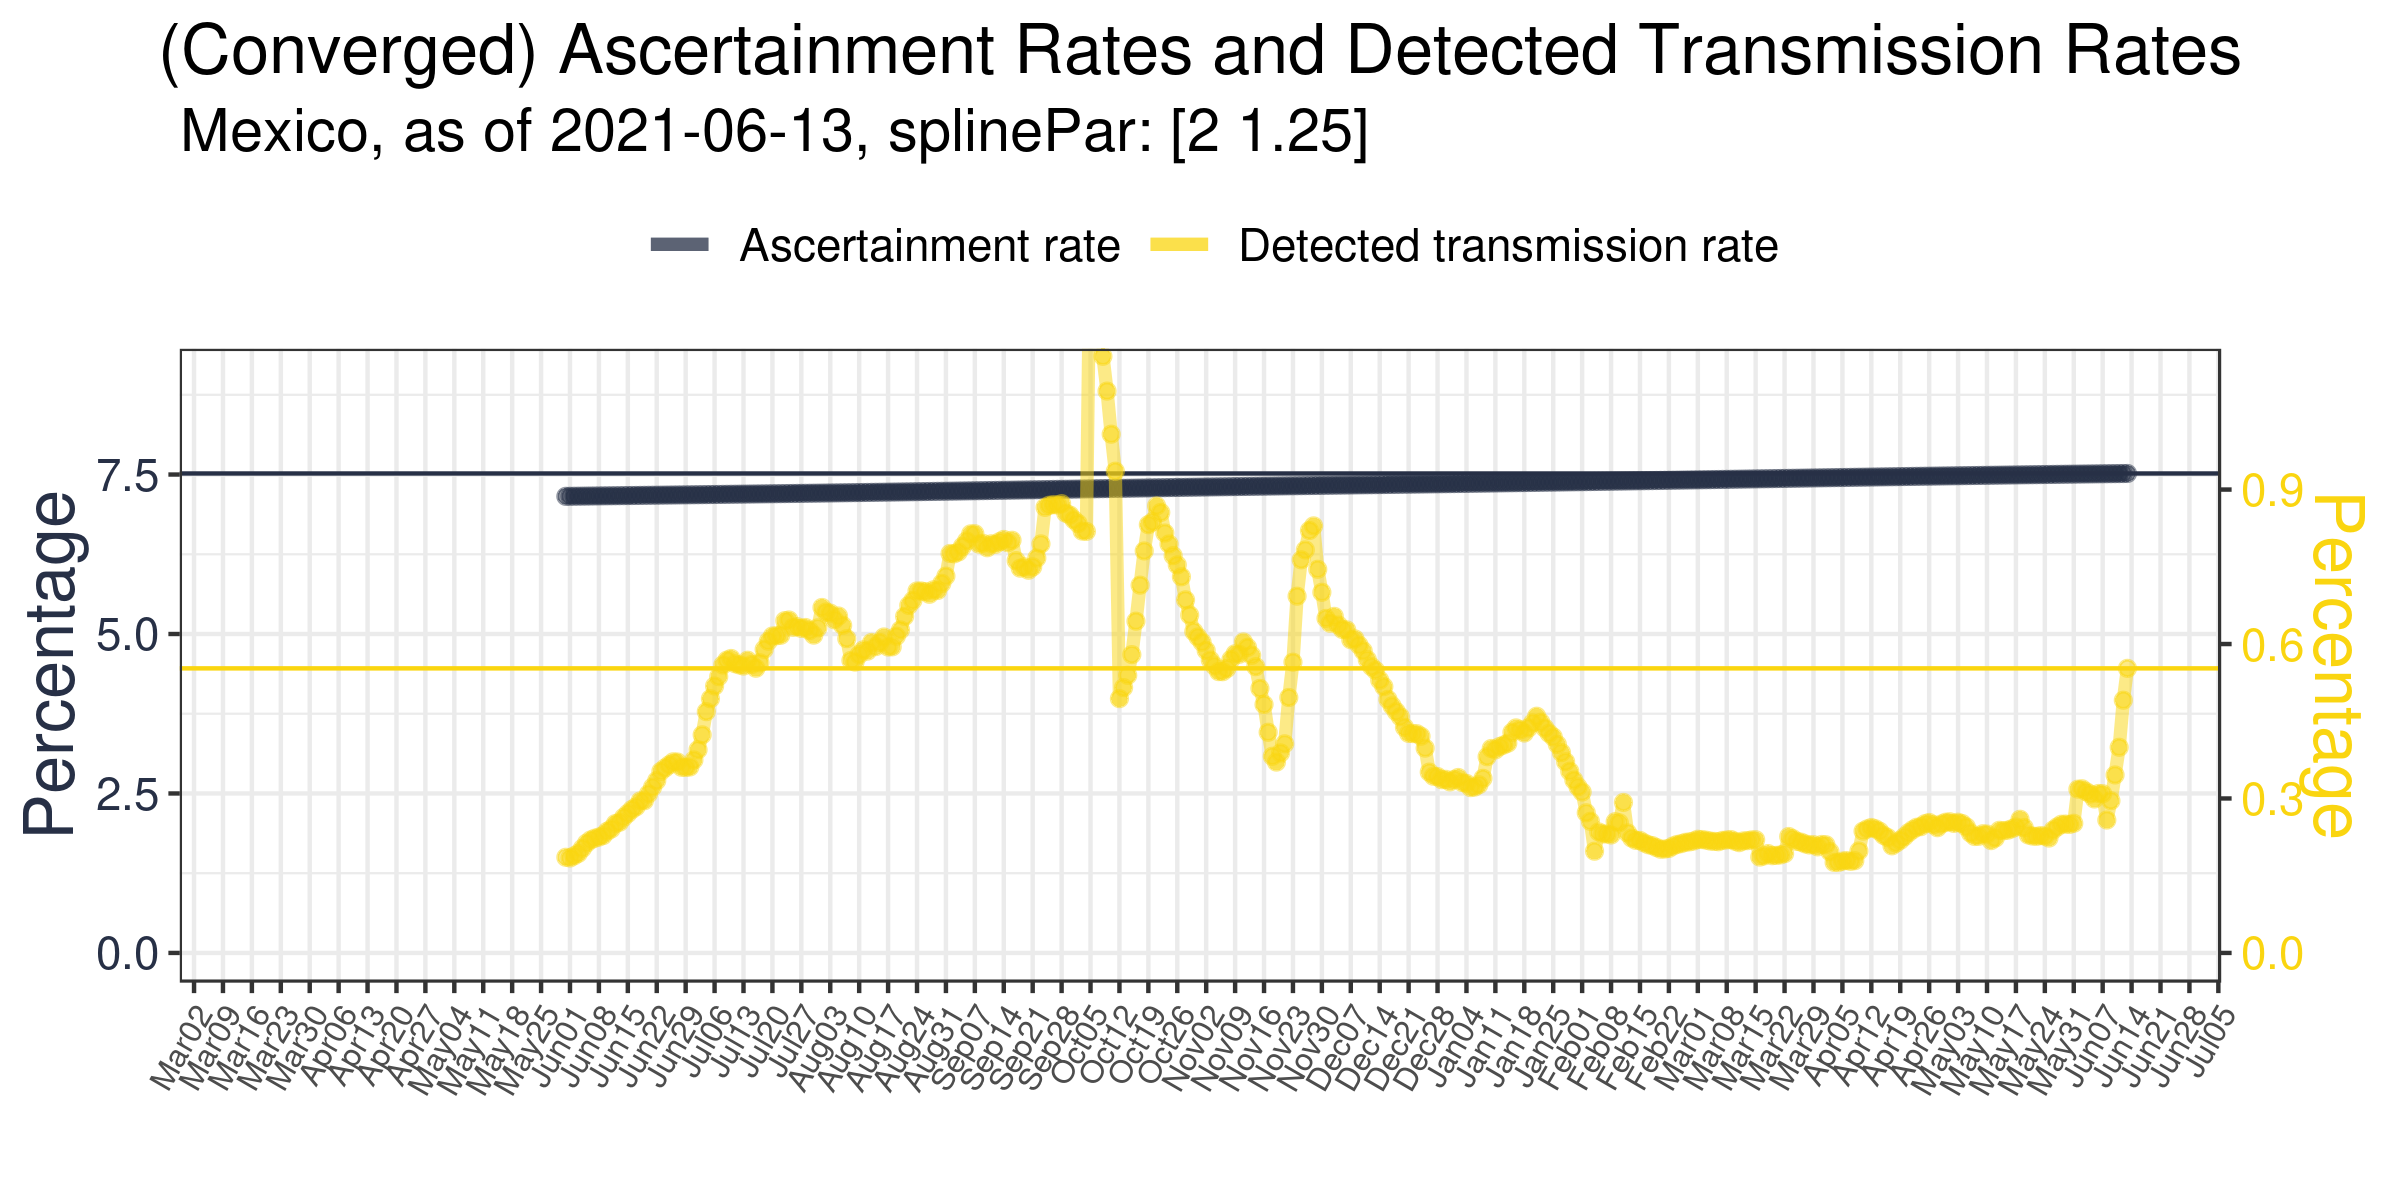 (Converged) Ascertainment Rates and Detected Transmission Rates
Mexico, as of 2021-06-13, splinePar: [2 1.25]
Ascertainment rate
Detected transmission rate
Percentage
7.5
5.0
2.5
0.0
0.9
0.6
0.3
0.0
Percentage
Mar02
Mar09
Mar16
Mar23
Mar30
Apr06
Apr13
Apr20
Apr27
May04
May11
May18
May25
Jun01
Jun08
Jun15
Jun22
Jun29
Jul06
Jul13
Jul20
Jul27
Aug03
Aug10
Aug17
Aug24
Aug31
Sep07
Sep14
Sep21
Sep28
Oct05
Oct12
Oct19
Oct26
Nov02
Nov09
Nov16
Nov23
Nov30
Dec07
Dec14
Dec21
Dec28
Jan04
Jan11
Jan18
Jan25
Feb01
Feb08
Feb15
Feb22
Mar01
Mar08
Mar15
Mar22
Mar29
Apr05
Apr12
Apr19
Apr26
May03
May10
May17
May24
May31
Jun07
Jun14
Jun21
Jun28
Jul05